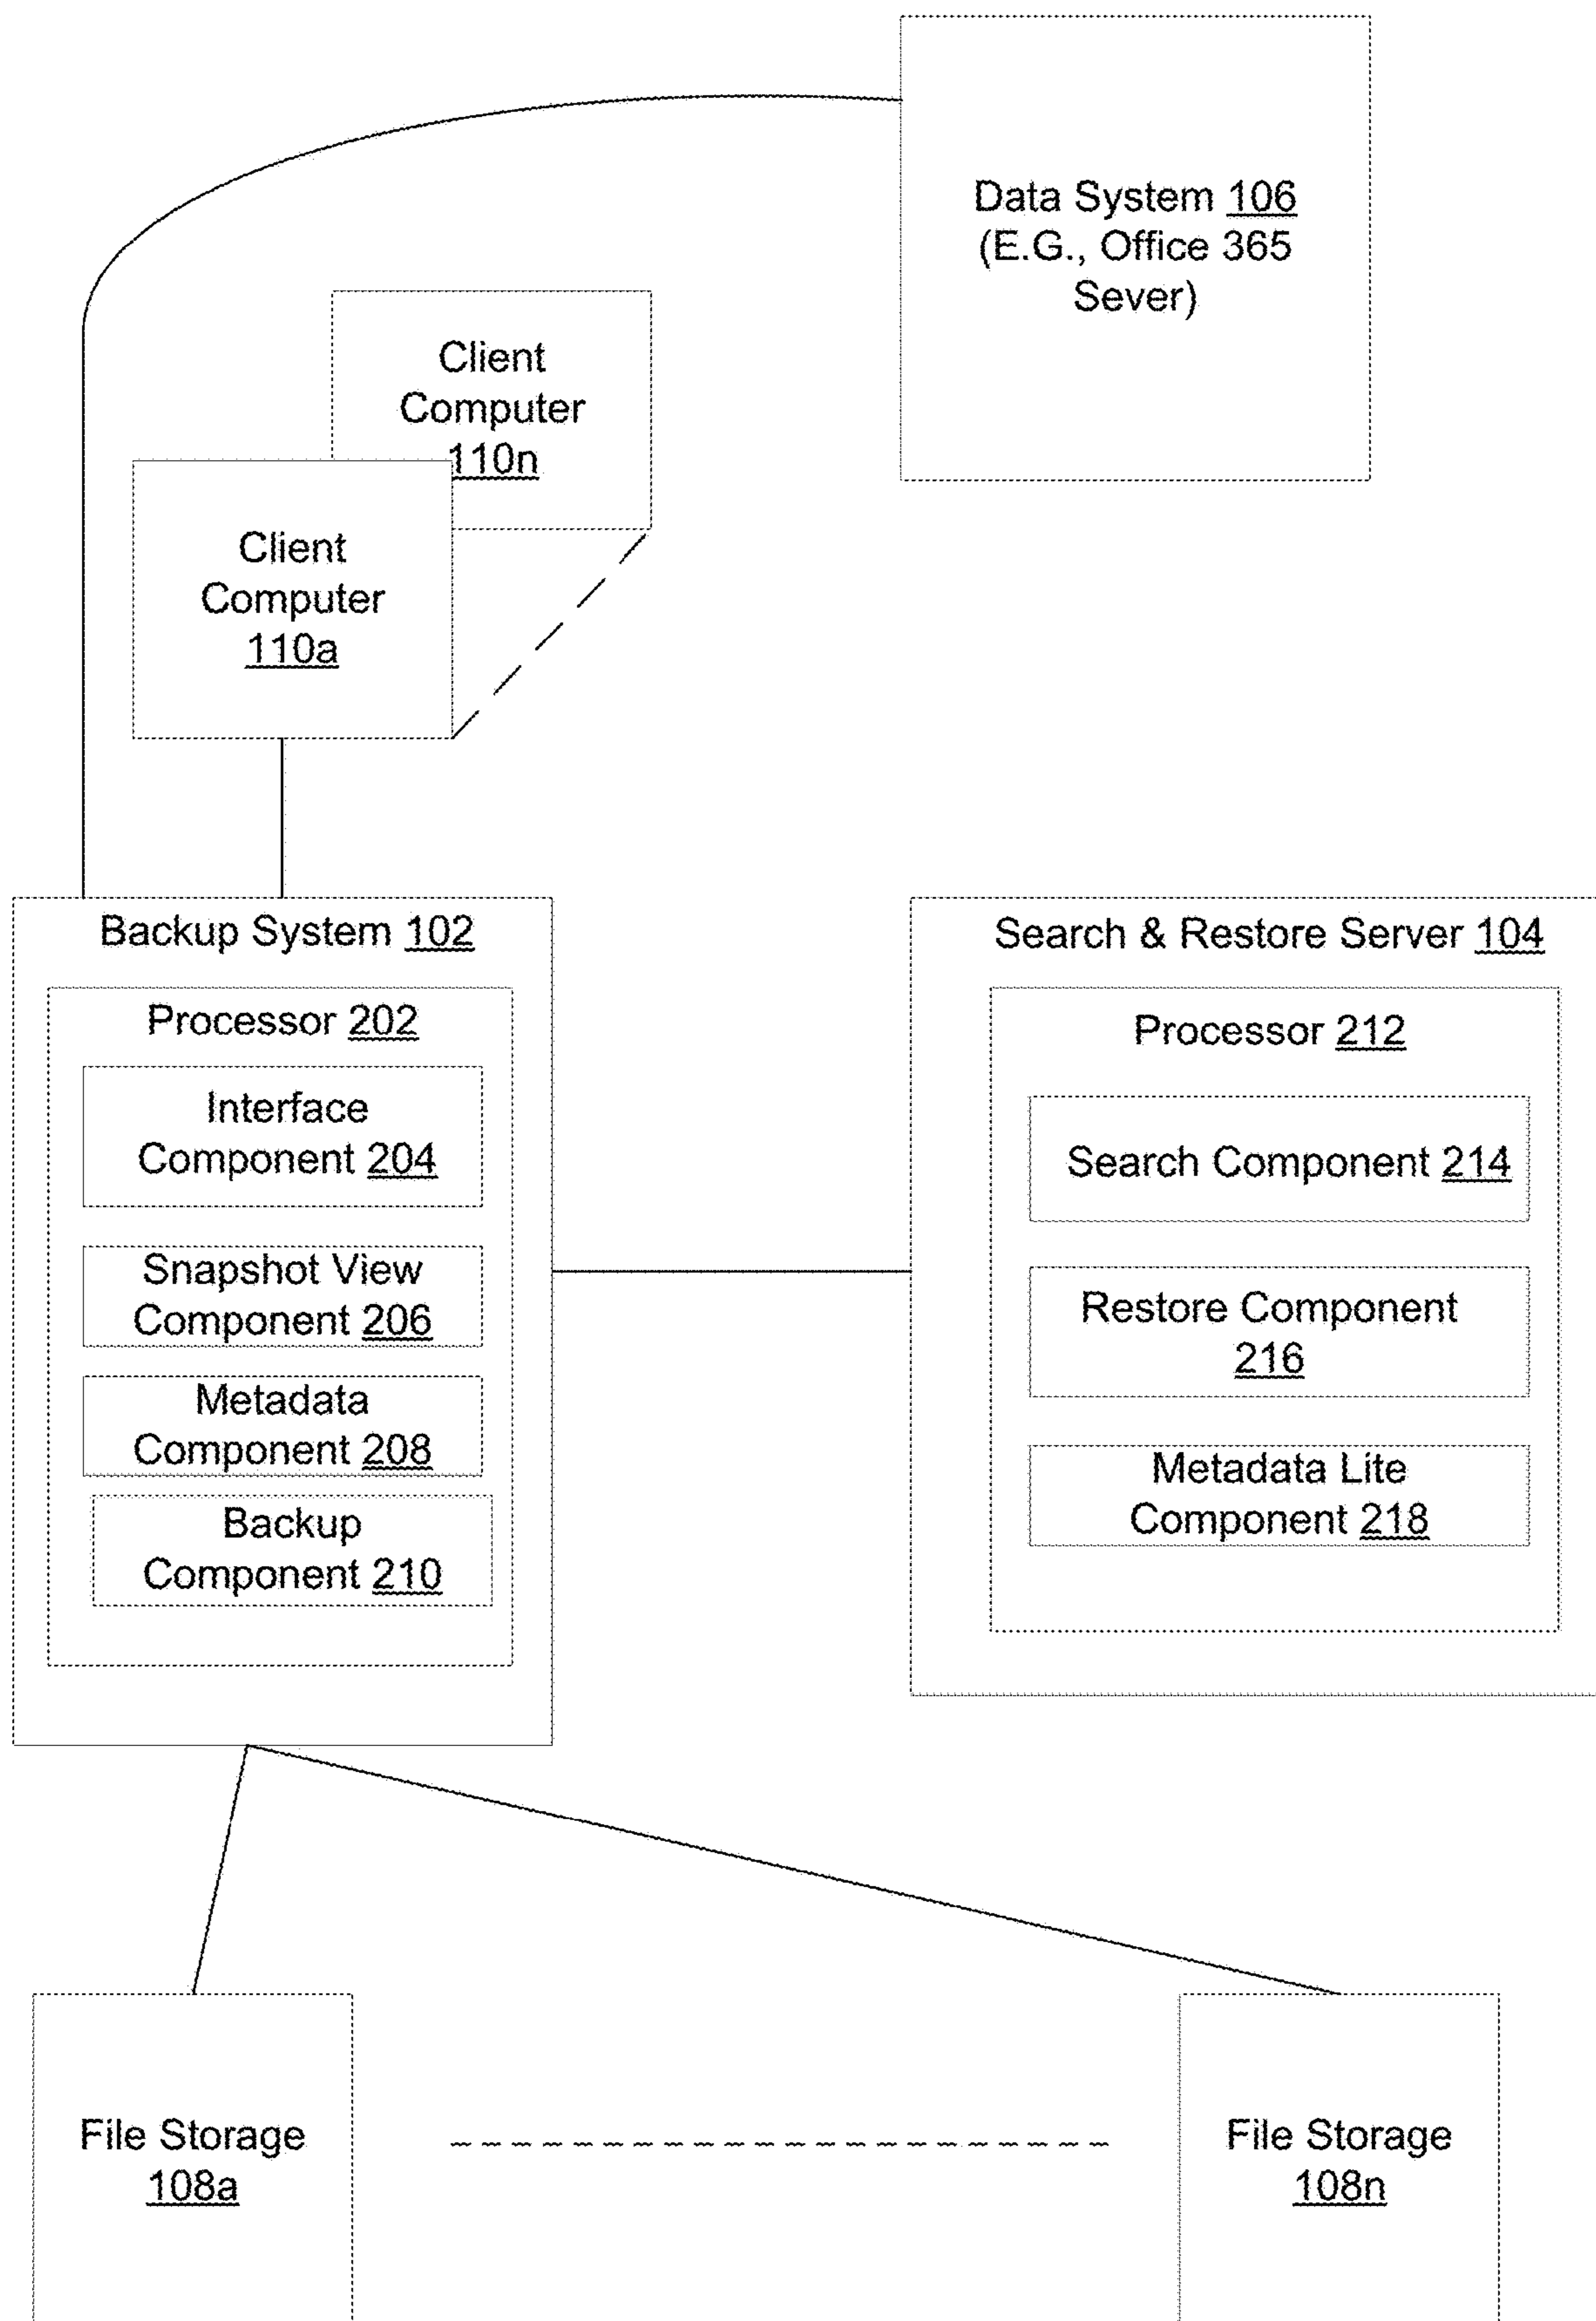 Data System 106
(E.G., Office 365
Sever)
Client
Computer
110n
Client
Computer
110a
Backup System 102
Processor 202
Interface
Component 204
Snapshot View
Component 206
Metadata
Component 208
Backup
Component 210
Search & Restore Server 104
Processor 212
Search Component 214
Restore Component
216
Metadata Lite
Component 218
File Storage
108a
File Storage
108n